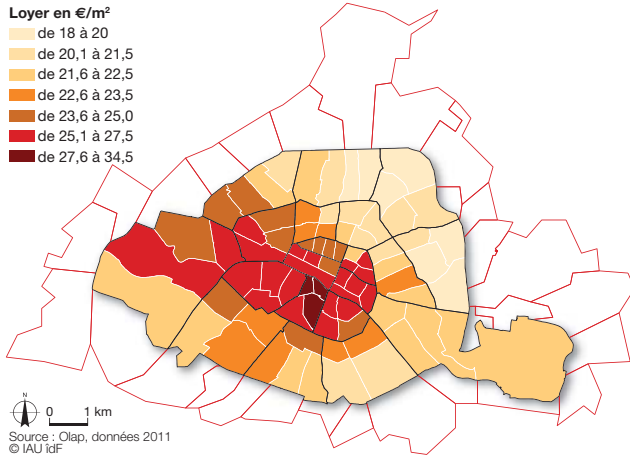 Loyer en €/m²
de 18 à 20
de 20,1 à 21,5
de 21,6 à 22,5
de 22,6 à 23,5
de 23,6 à 25,0
de 25,1 à 27,5
de 27,6 à 34,5
N
0 1 km
Source : Olap, données 2011
© IAU îdF